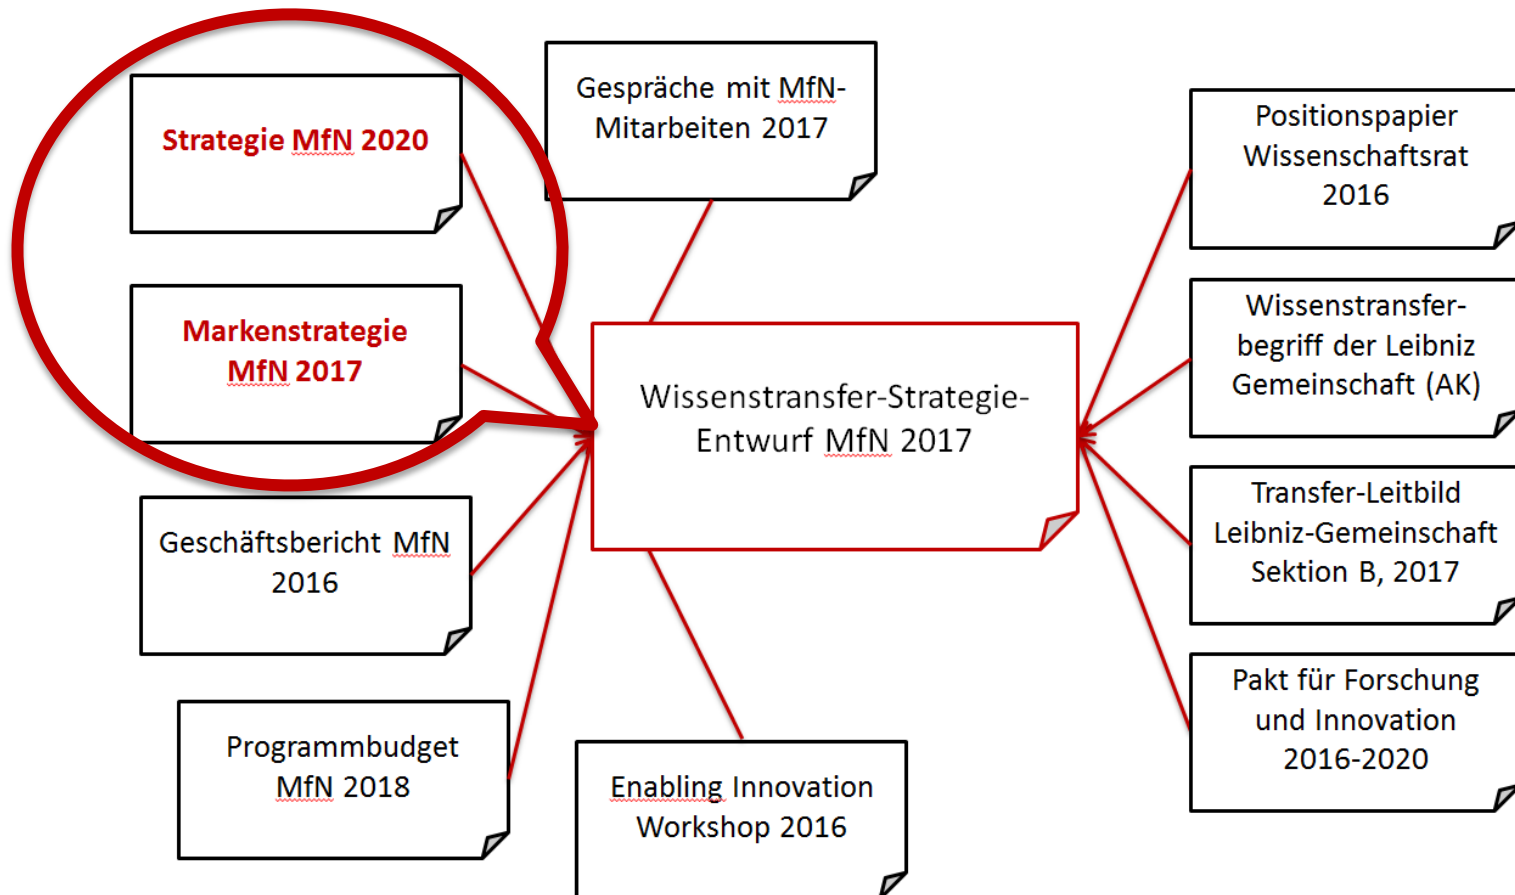 Strategie MfN 2020
Gespräche mit MfN-
Mitarbeiten 2017
Positionspapier
Wissenschaftsrat
2016
Markenstrategie
MfN 2017
Wissenstransfer-
begriff der Leibniz
Gemeinschaft (AK)
Wissenstransfer-Strategie-
Entwurf MfN 2017
Geschäftsbericht MfN
2016
Transfer-Leitbild
Leibniz-Gemeinschaft
Sektion B, 2017
Programmbudget
MfN 2018
Enabling Innovation
Workshop 2016
Pakt für Forschung
und Innovation
2016-2020